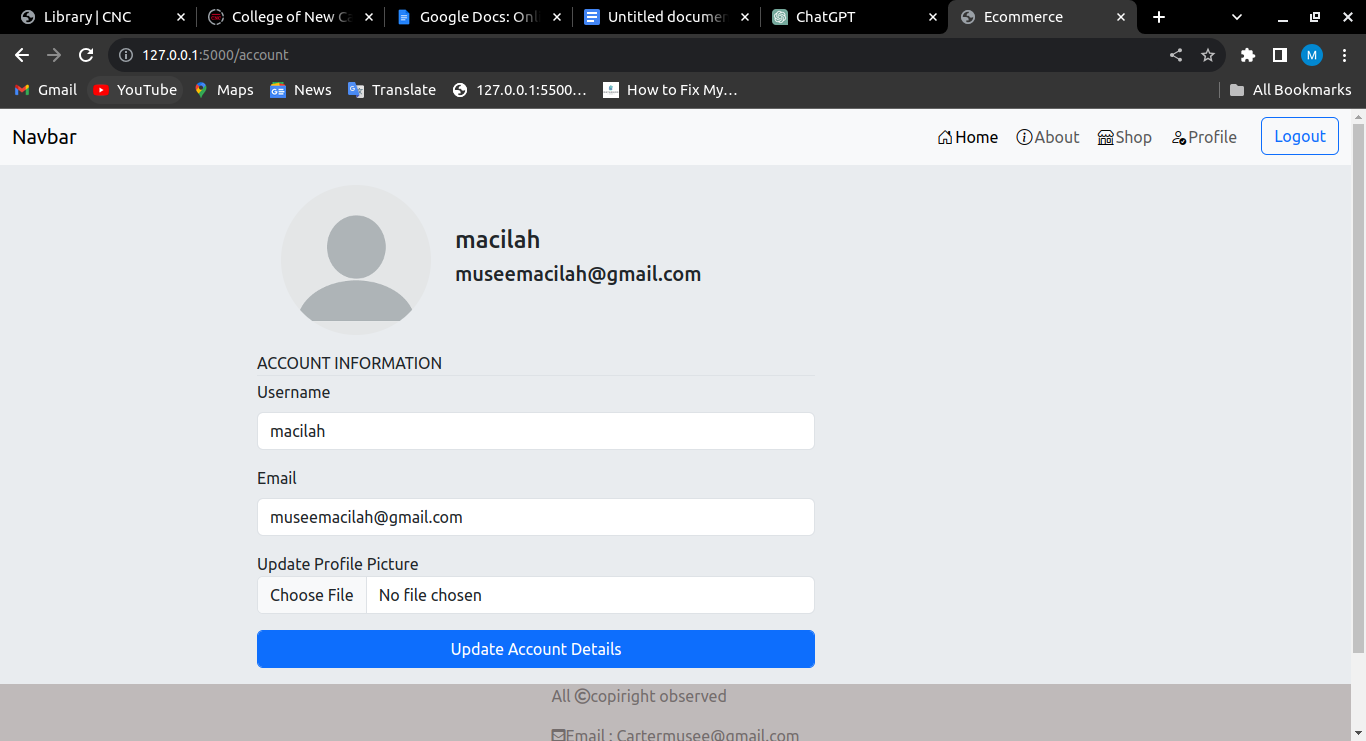 Library | CNC
College of New Ca
Google Docs: Onl
Untitled documen
ChatGPT
Ecommerce
127.0.0.1:5000/account
M
Gmail
YouTube
Maps
News
Translate
127.0.0.1:5500...
How to Fix My...
All Bookmarks
Navbar
Home
About
Shop
Profile
Logout
macilah
museemacilah@gmail.com
ACCOUNT INFORMATION
Username
macilah
Email
museemacilah@gmail.com
Update Profile Picture
Choose File
No file chosen
Update Account Details
All ©copiright observed
Email : Cartermusee@gmail.com